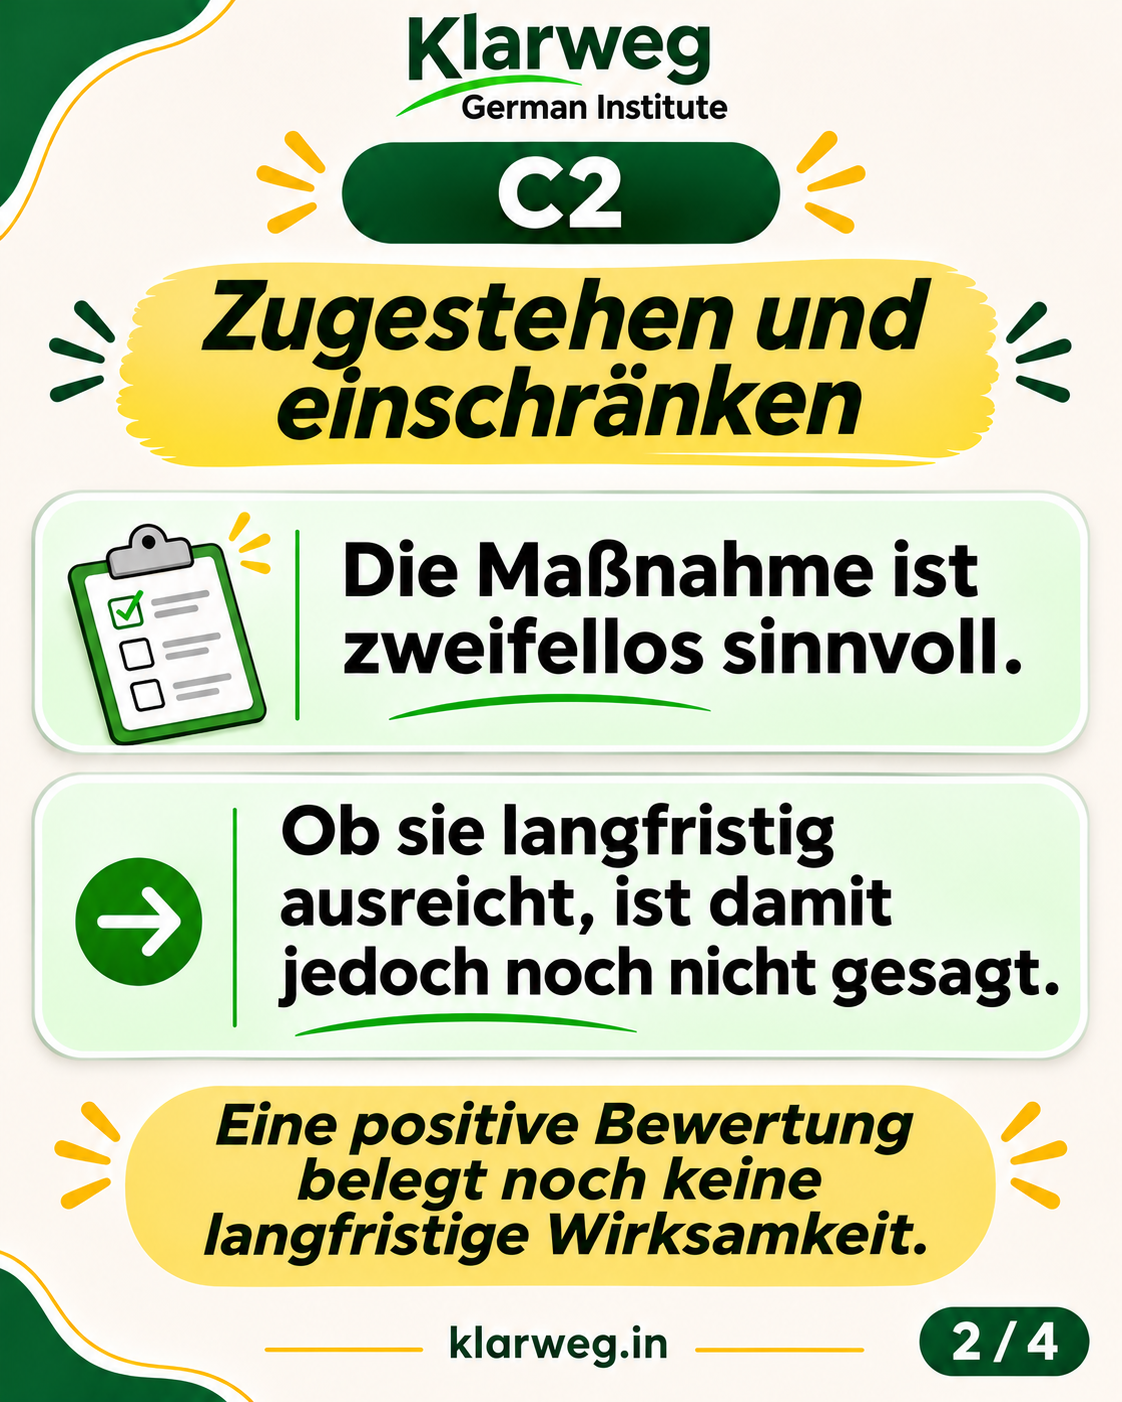 Klarweg
German Institute
C2
Zugestehen und
einschränken
Die Maßnahme ist
zweifellos sinnvoll.
Ob sie langfristig
ausreicht, ist damit
jedoch noch nicht gesagt.
Eine positive Bewertung
belegt noch keine
langfristige Wirksamkeit.
klarweg.in
2 / 4